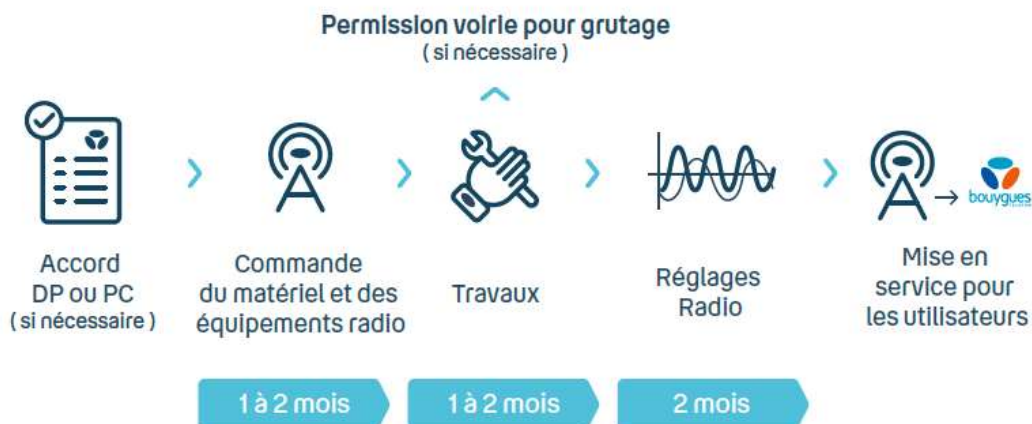 Permission voirie pour grutage
( si nécessaire )
Accord
DP ou PC
( si nécessaire )
Commande
du matériel et des
équipements radio
Travaux
Réglages
Radio
bouygues
Mise en
service pour
les utilisateurs
1 à 2 mois
1 à 2 mois
2 mois